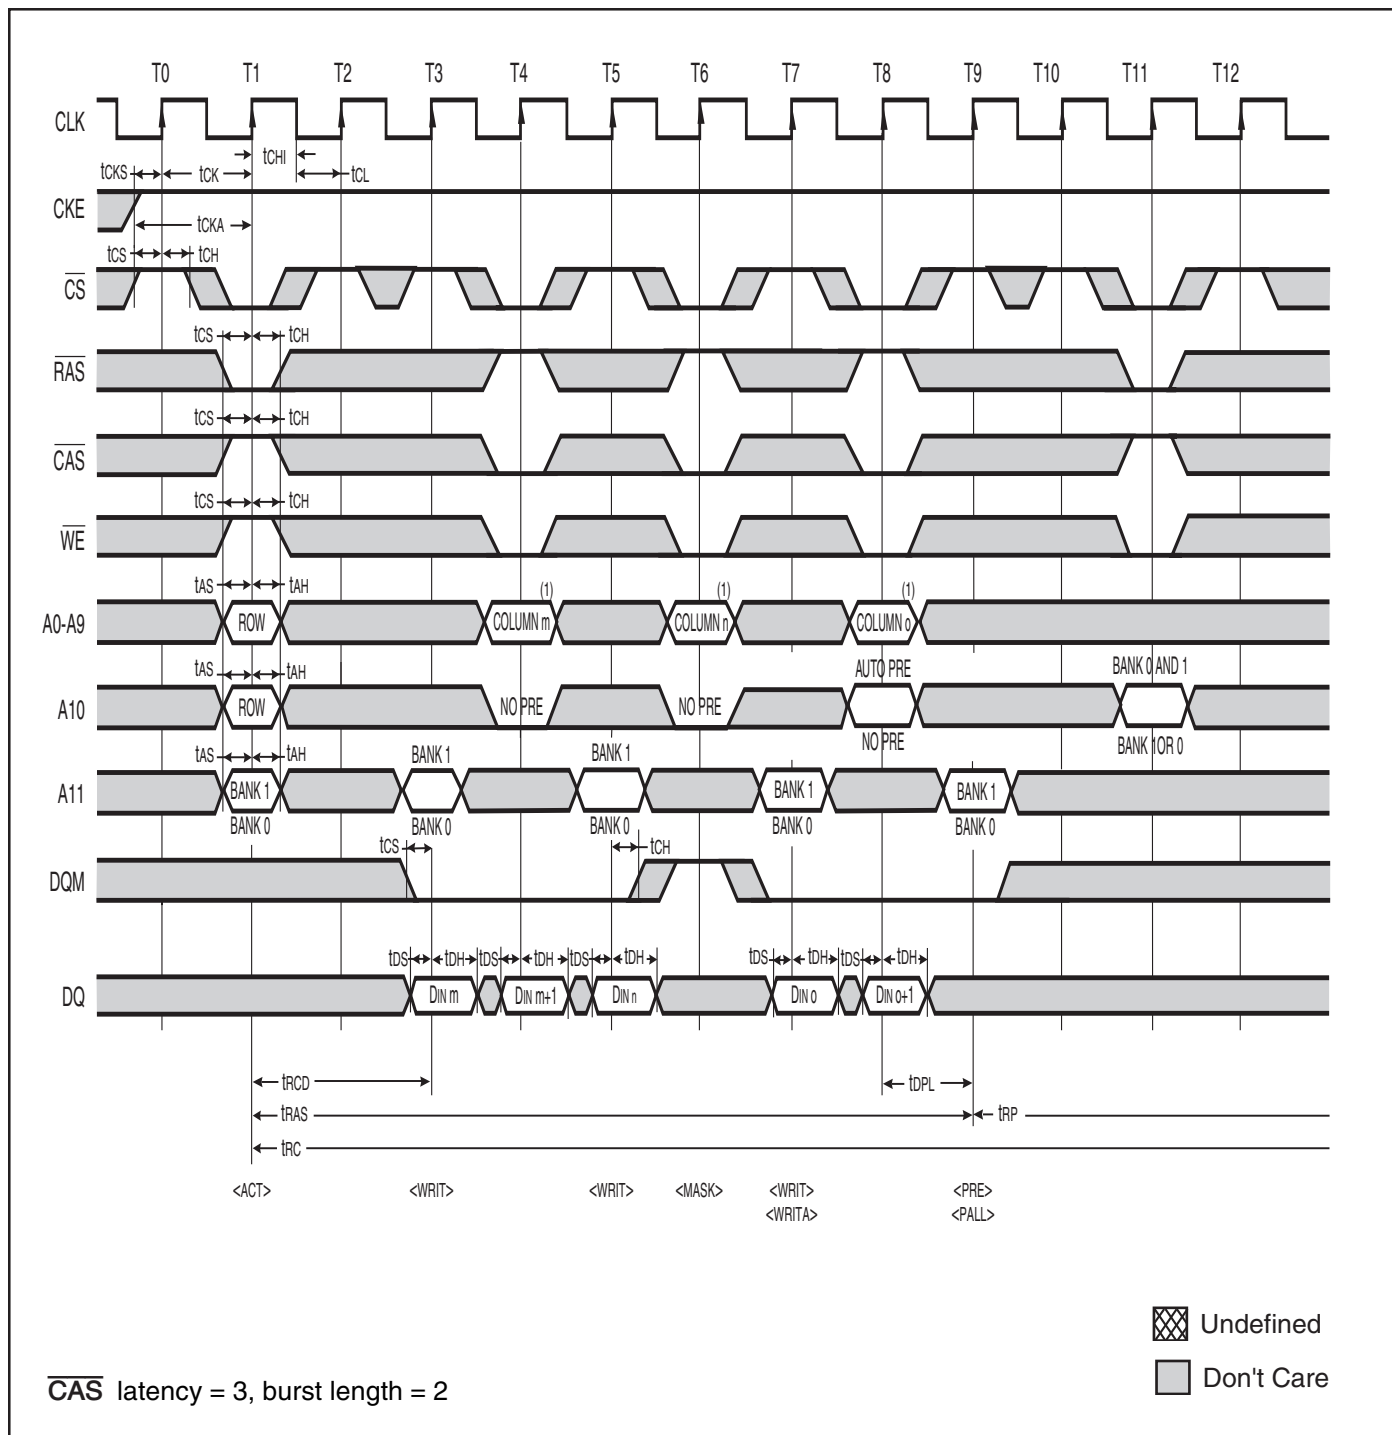 T0 T1 T2 T3 T4 T5 T6 T7 T8 T9 T10 T11 T12
CLK
tCHI
tCKS tCK tCL
CKE
tCKA
tCS tCH
CS
tCS tCH
RAS
tCS tCH
CAS
tCS tCH
WE
tAS tAH (1) (1) (1)
A0-A9 ROW COLUMN m COLUMN n COLUMN o
tAS tAH AUTO PRE BANK 0 AND 1
A10 ROW NO PRE NO PRE
NO PRE BANK 1OR 0
tAS tAH BANK 1 BANK 1
A11 BANK 1 BANK 1 BANK 1
BANK 0 BANK 0 BANK 0 BANK 0 BANK 0
tCS tCH
DQM
tDS tDH tDS tDH tDS tDH tDS tDH tDS tDH
DQ DIN m DIN m+1 DIN n DIN o DIN o+1
tRCD tDPL
tRAS tRP
tRC
<ACT> <WRIT> <WRIT> <MASK> <WRIT> <PRE>
<WRITA> <PALL>
Undefined
Don't Care
CAS latency = 3, burst length = 2